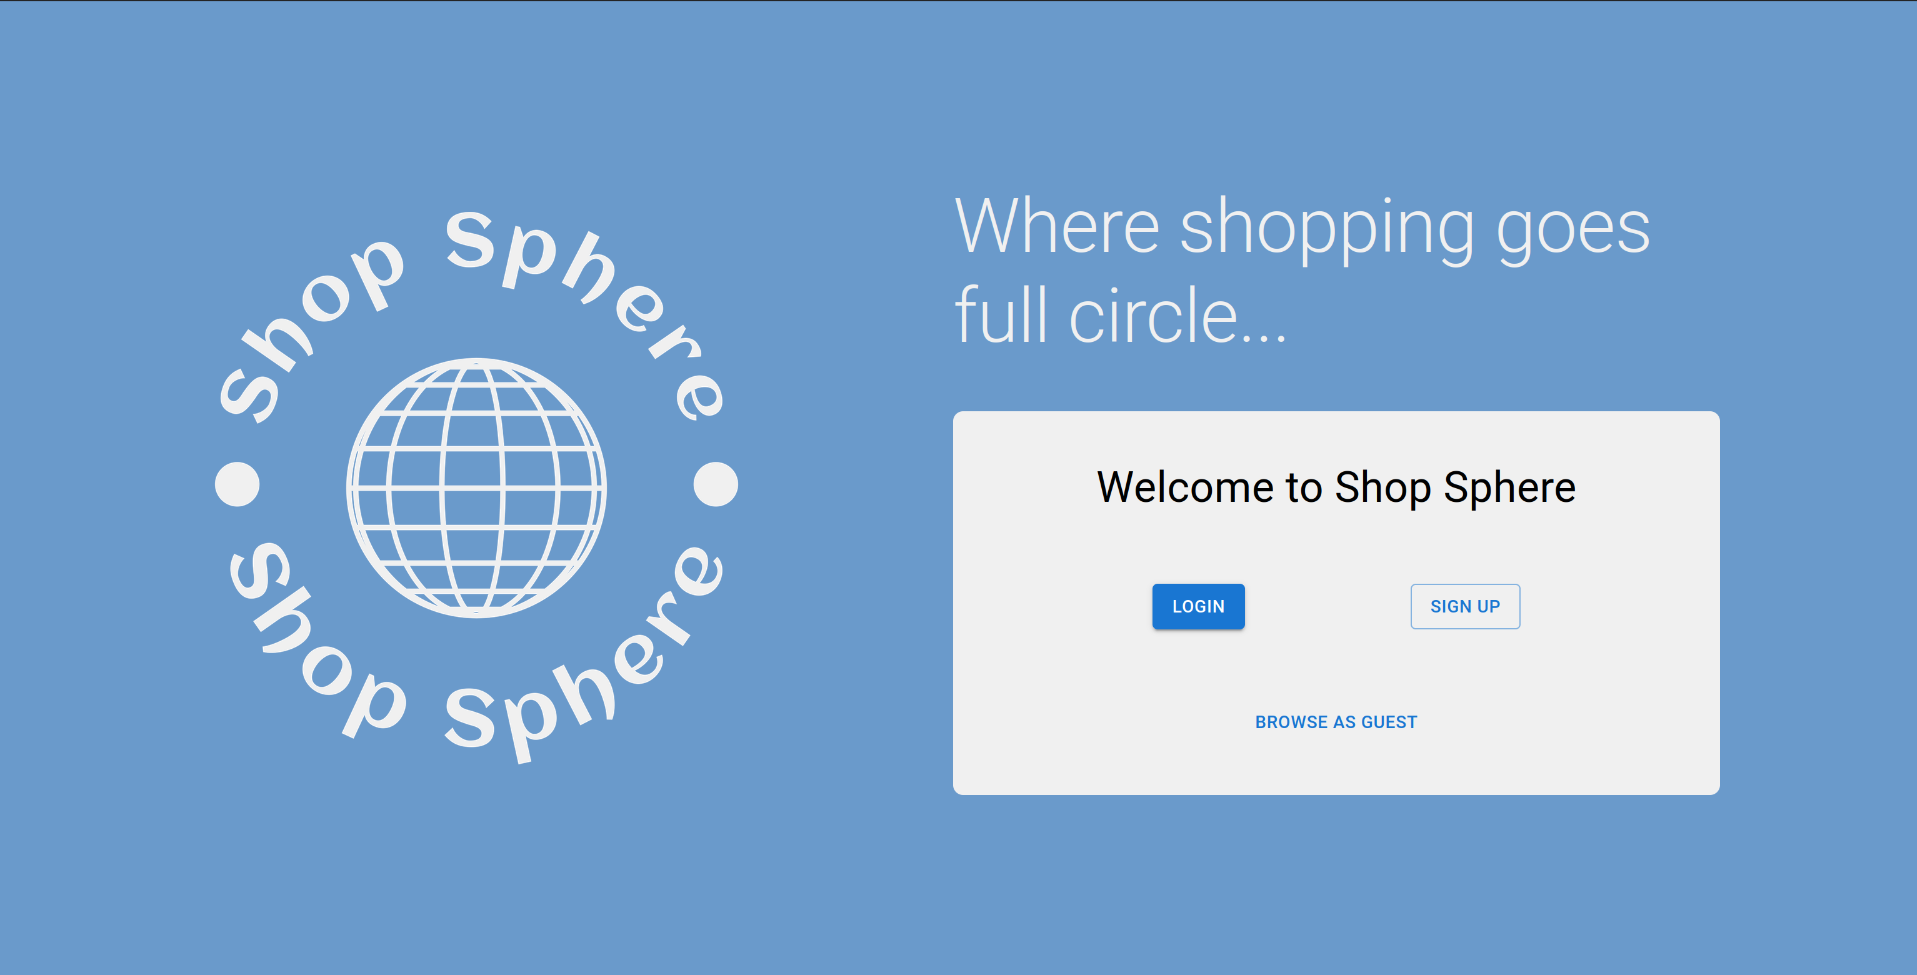 Shop Sphere
Shop Sphere
Where shopping goes
full circle...
Welcome to Shop Sphere
LOGIN
SIGN UP
BROWSE AS GUEST